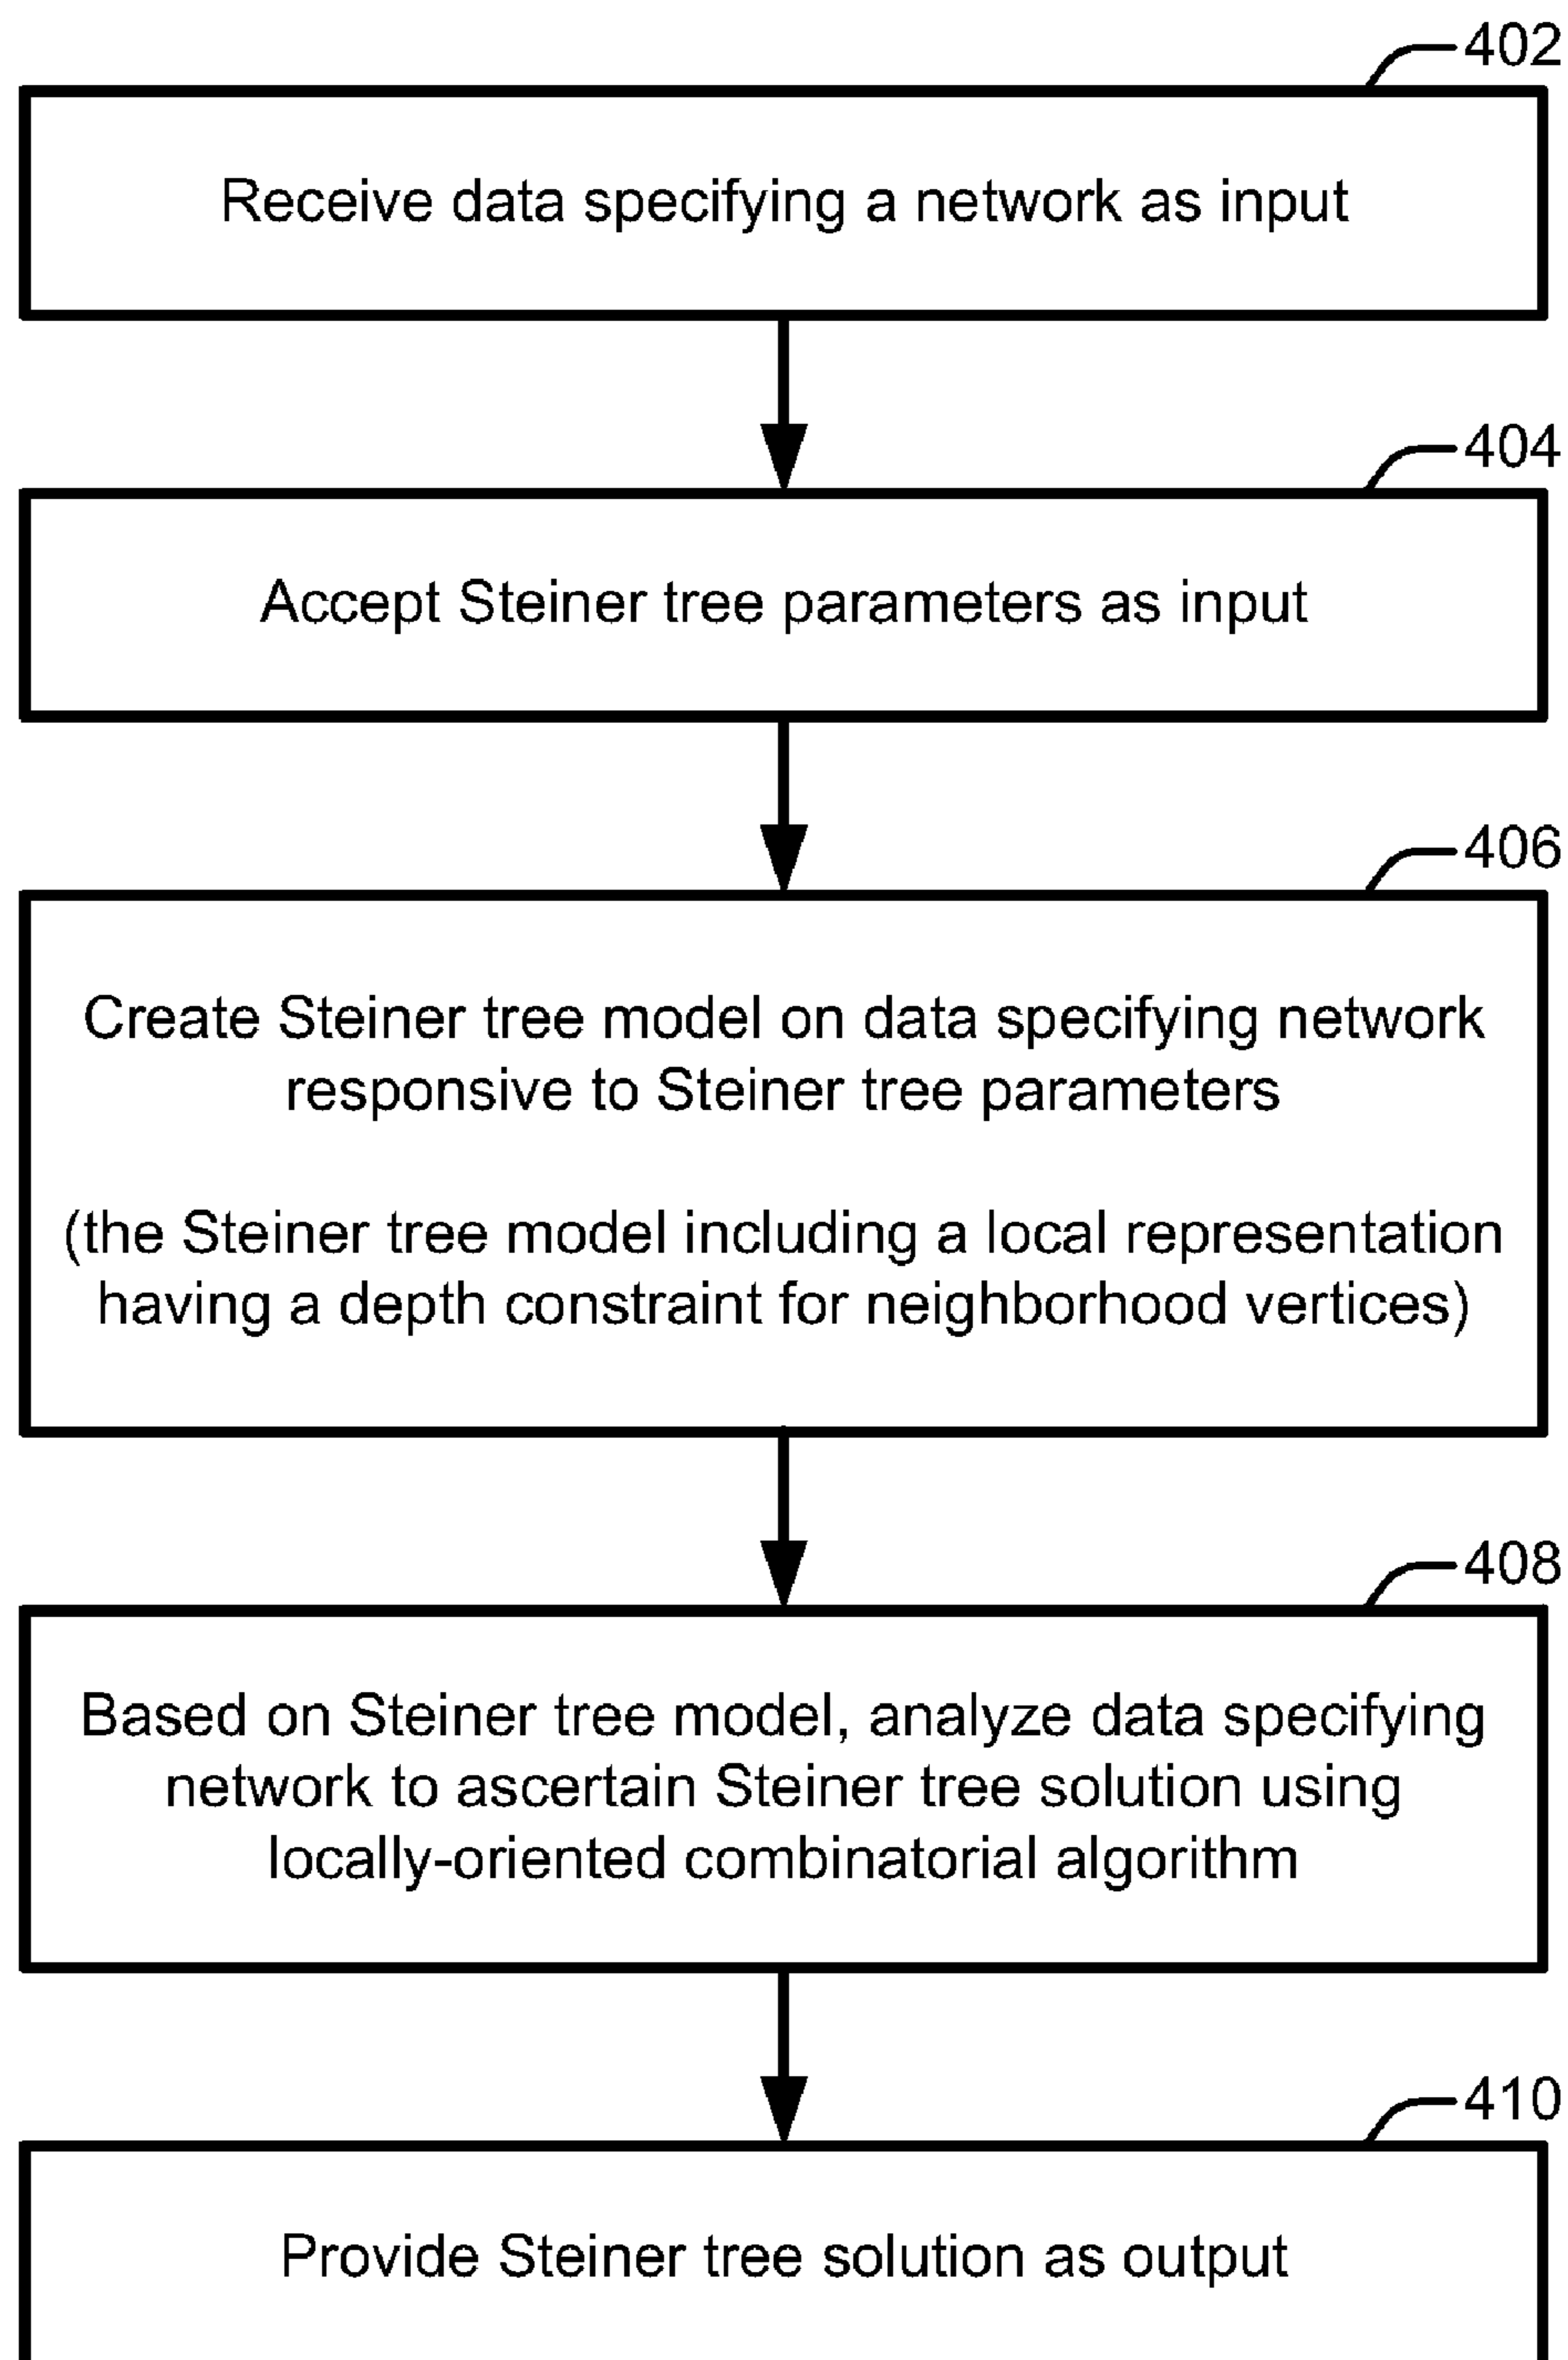 402
Receive data specifying a network as input
404
Accept Steiner tree parameters as input
406
Create Steiner tree model on data specifying network
responsive to Steiner tree parameters
(the Steiner tree model including a local representation
having a depth constraint for neighborhood vertices)
408
Based on Steiner tree model, analyze data specifying
network to ascertain Steiner tree solution using
locally-oriented combinatorial algorithm
410
Provide Steiner tree solution as output